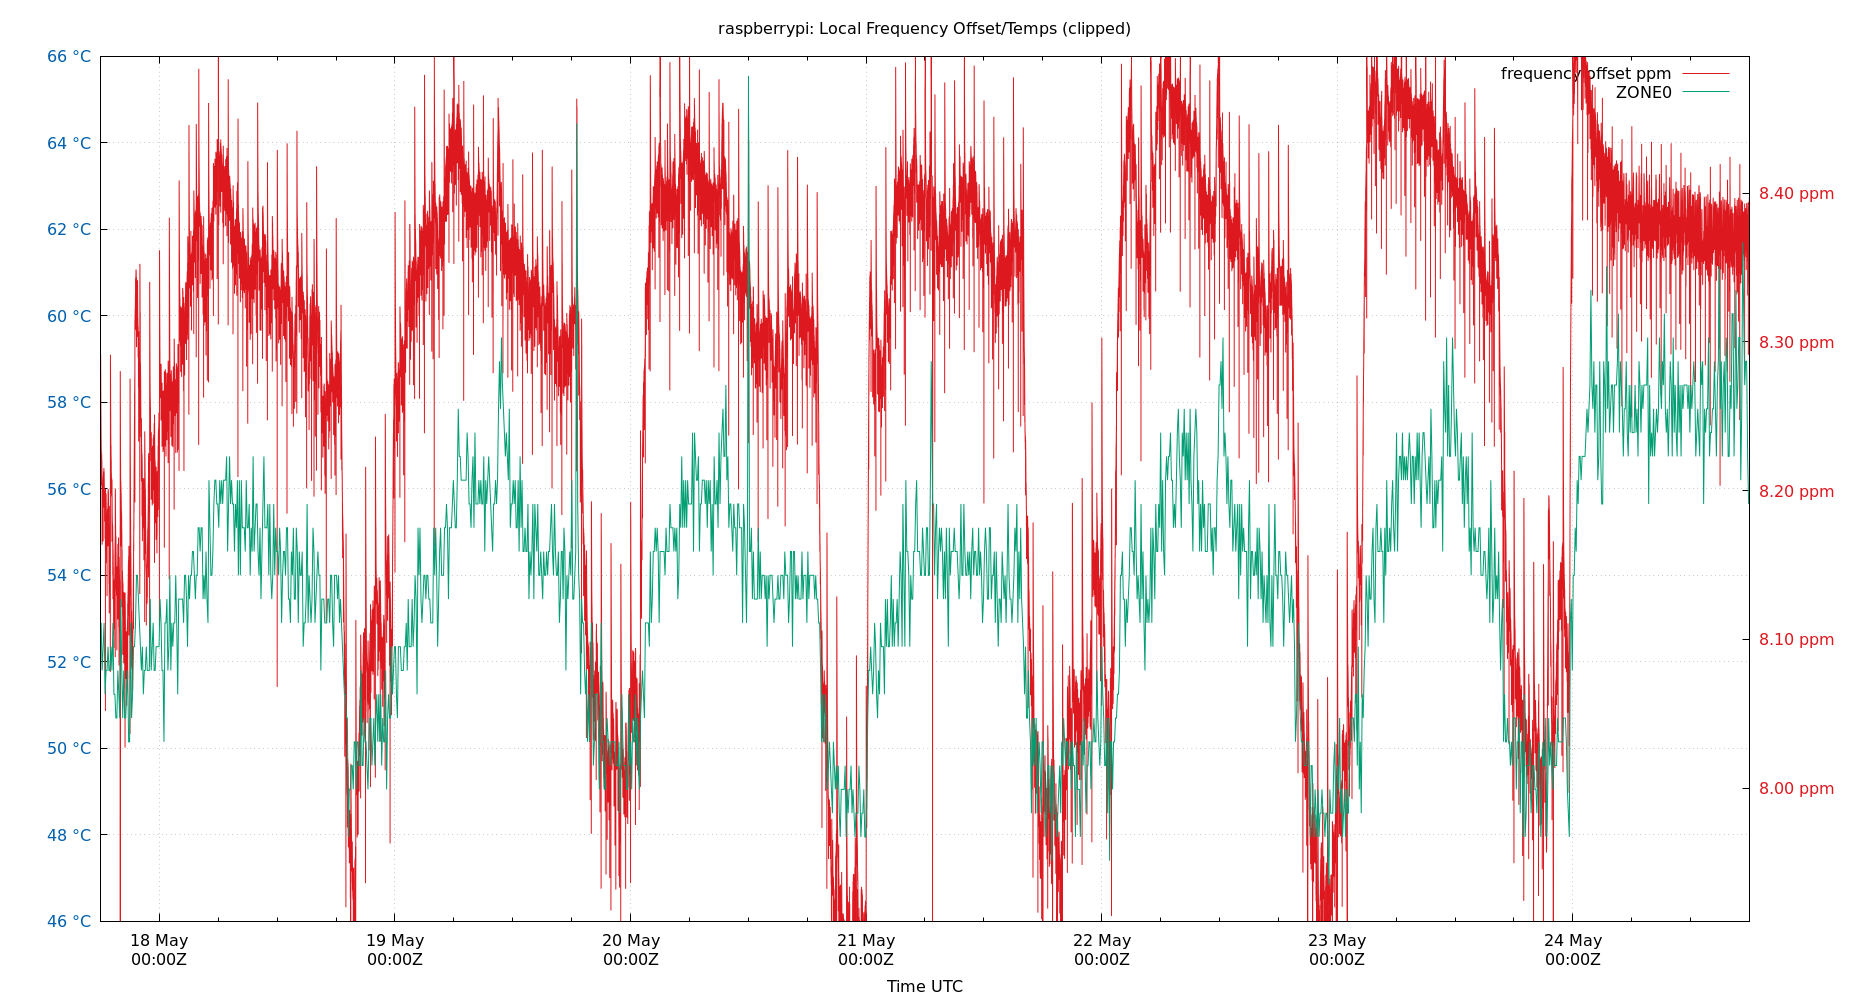 raspberrypi: Local Frequency Offset/Temps (clipped)
66 °C
64 °C
62 °C
60 °C
58 °C
56 °C
54 °C
52 °C
50 °C
48 °C
46 °C
frequency offset ppm
ZONE0
8.40 ppm
8.30 ppm
8.20 ppm
8.10 ppm
8.00 ppm
18 May 19 May 20 May 21 May 22 May 23 May 24 May
00:00Z 00:00Z 00:00Z 00:00Z 00:00Z 00:00Z 00:00Z
Time UTC